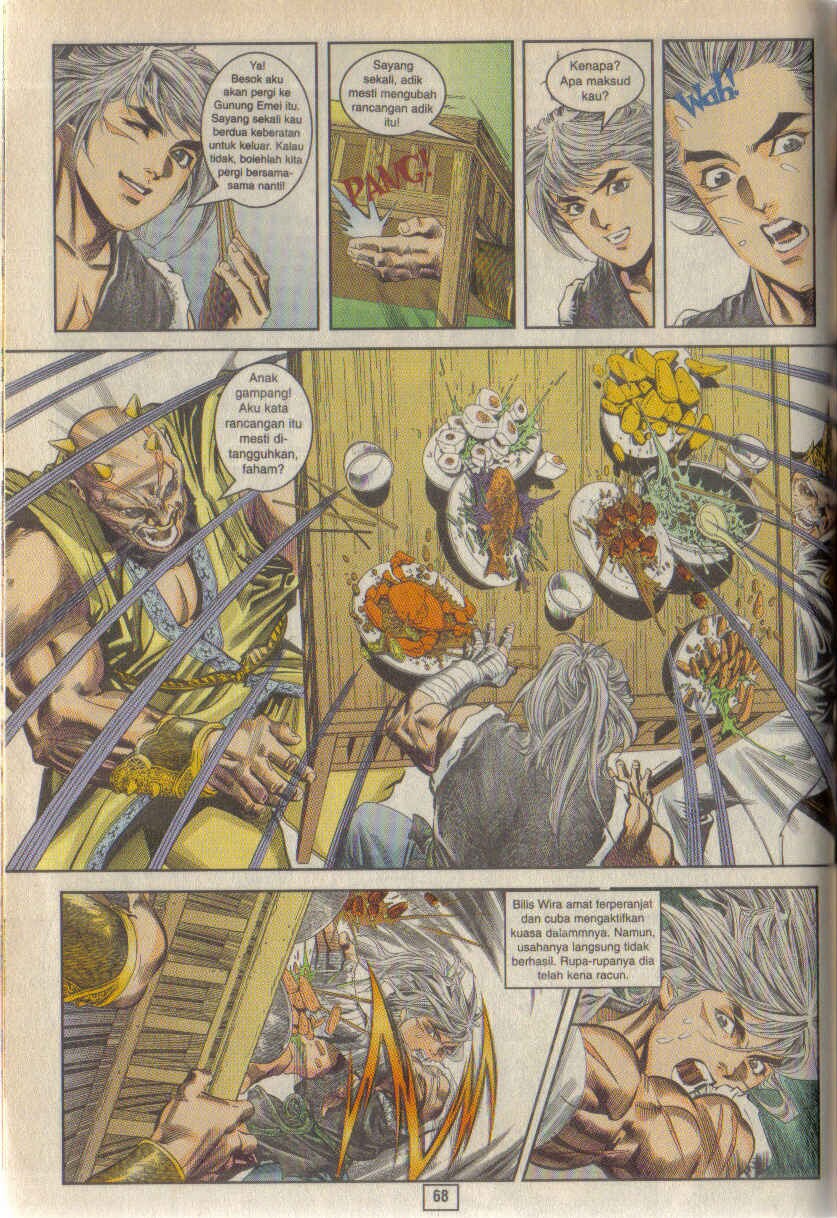 Ya!
Besok aku
akan pergi ke
Gunung Emei itu.
Sayang sekali kau
berdua keberatan
untuk keluar. Kalau
tidak, bolehlah kita
pergi bersama-
sama nanti!
Sayang
sekali, adik
mesti mengubah
rancangan adik
itu!
PANG!
Kenapa?
Apa maksud
kau?
Wah!
Anak
gampang!
Aku kata
rancangan itu
mesti di-
tangguhkan,
faham?
Bilis Wira amat terperanjat
dan cuba mengaktifkan
kuasa dalammnya. Namun,
usahanya langsung tidak
berhasil. Rupa-rupanya dia
telah kena racun.
68